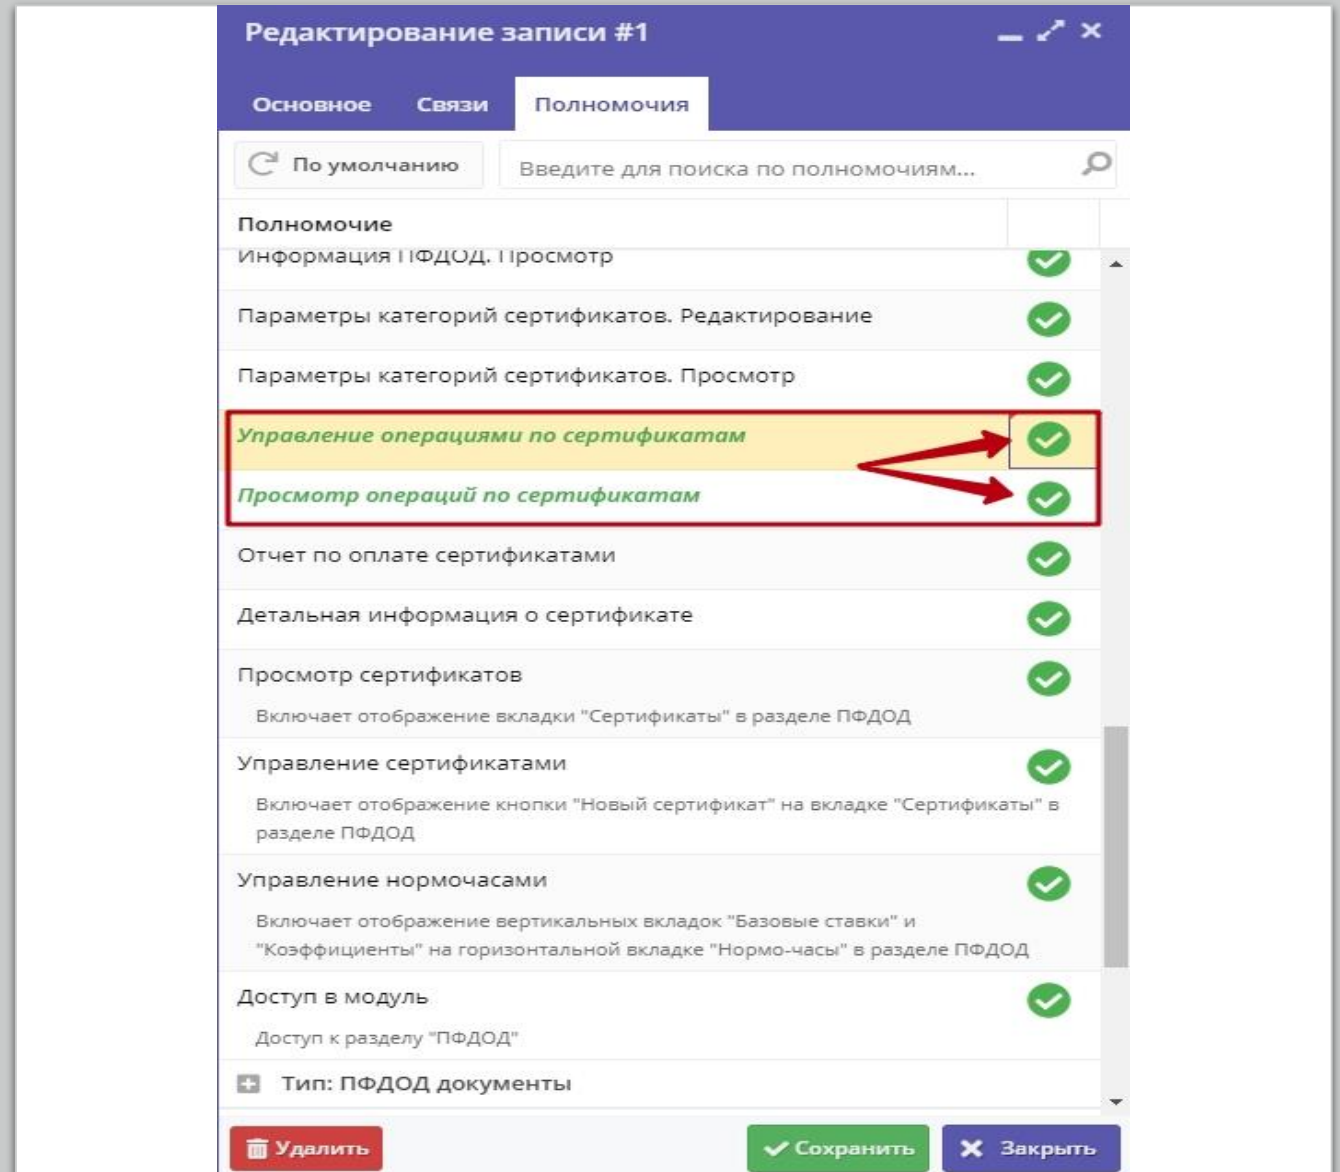 Редактирование записи #1
Основное Связи Полномочия
По умолчанию Введите для поиска по полномочиям...
Полномочие
Информация ПФДОД. Просмотр
Параметры категорий сертификатов. Редактирование
Параметры категорий сертификатов. Просмотр
Управление операциями по сертификатам
Просмотр операций по сертификатам
Отчет по оплате сертификатами
Детальная информация о сертификате
Просмотр сертификатов
Включает отображение вкладки "Сертификаты" в разделе ПФДОД
Управление сертификатами
Включает отображение кнопки "Новый сертификат" на вкладке "Сертификаты" в
разделе ПФДОД
Управление нормочасами
Включает отображение вертикальных вкладок "Базовые ставки" и
"Коэффициенты" на горизонтальной вкладке "Нормо-часы" в разделе ПФДОД
Доступ в модуль
Доступ к разделу "ПФДОД"
Тип: ПФДОД документы
Удалить Сохранить Закрыть